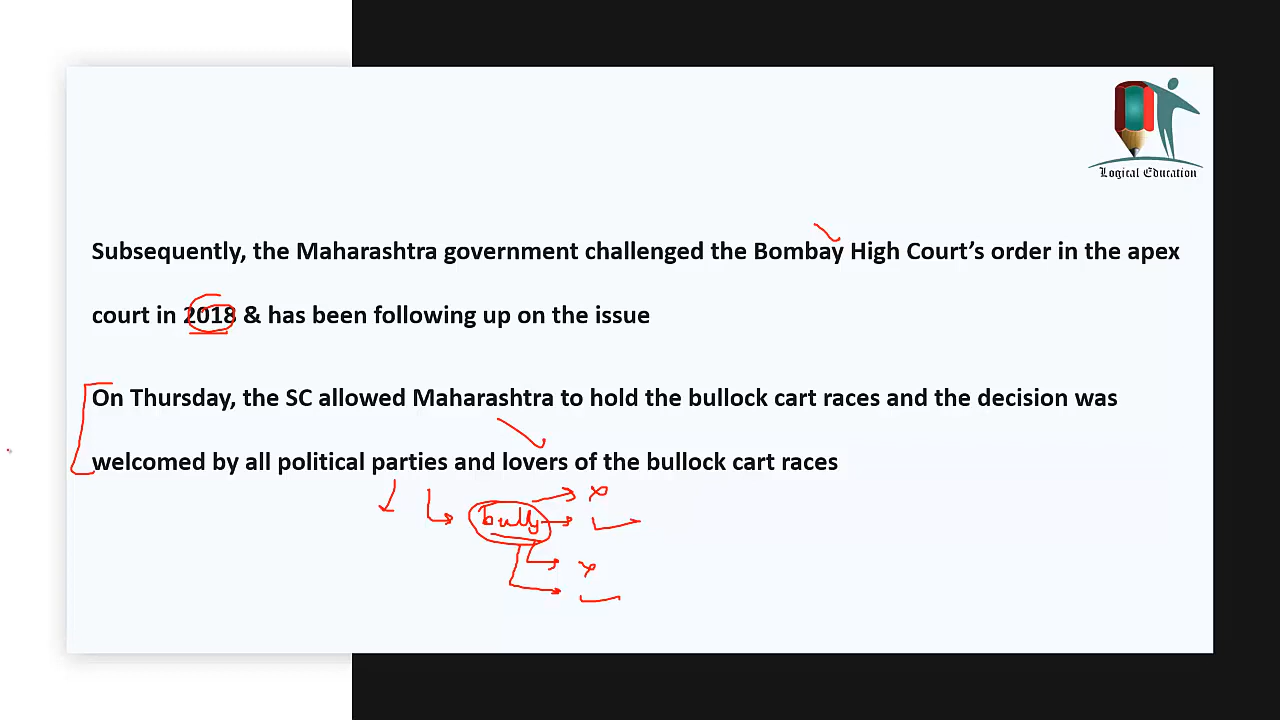 Logical Education
Subsequently, the Maharashtra government challenged the Bombay High Court's order in the apex
court in 2018 & has been following up on the issue
On Thursday, the SC allowed Maharashtra to hold the bullock cart races and the decision was
welcomed by all political parties and lovers of the bullock cart races
bully